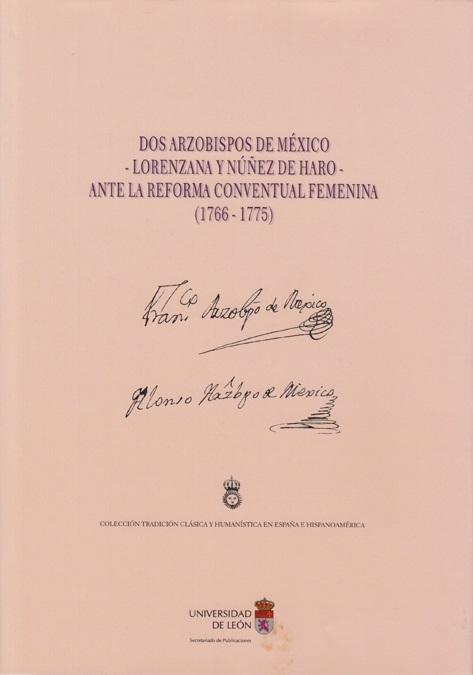 DOS ARZOBISPOS DE MÉXICO
- LORENZANA Y NÚÑEZ DE HARO -
ANTE LA REFORMA CONVENTUAL FEMENINA
(1766 - 1775)
Franco Arzobpo de Mexico
Alonso Arzbpo de Mexico
COLECCIÓN TRADICIÓN CLÁSICA Y HUMANÍSTICA EN ESPAÑA E HISPANOAMÉRICA
UNIVERSIDAD
DE LEÓN
Secretariado de Publicaciones